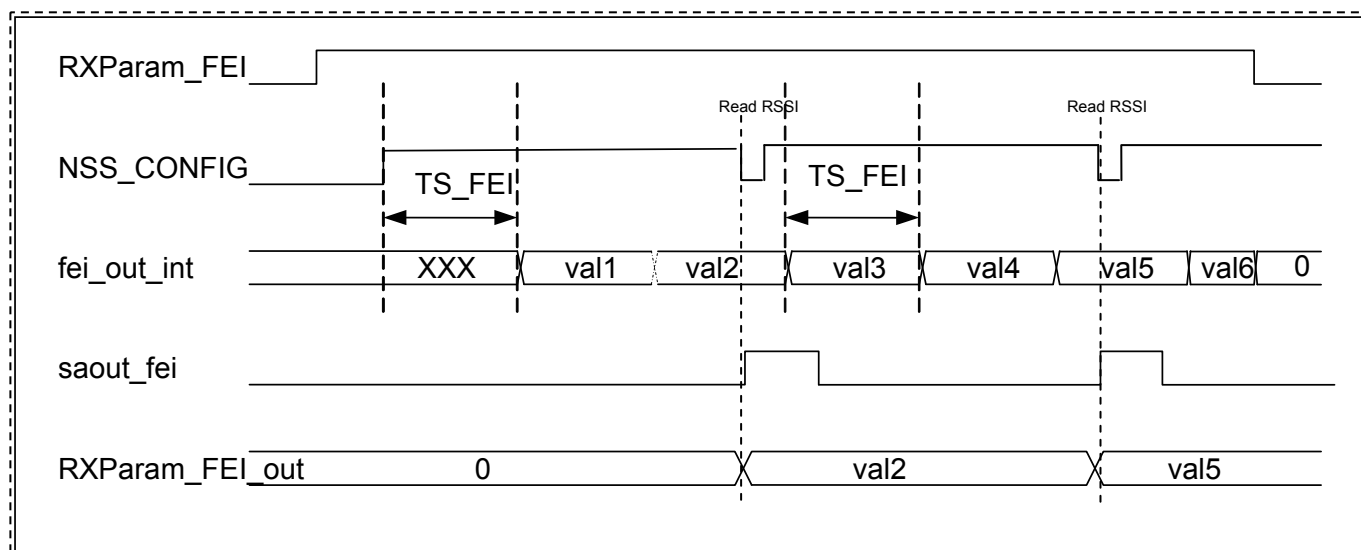 RXParam_FEI
Read RSSI Read RSSI
NSS_CONFIG TS_FEI TS_FEI
fei_out_int XXX val1 val2 val3 val4 val5 val6 0
saout_fei
RXParam_FEI_out 0 val2 val5